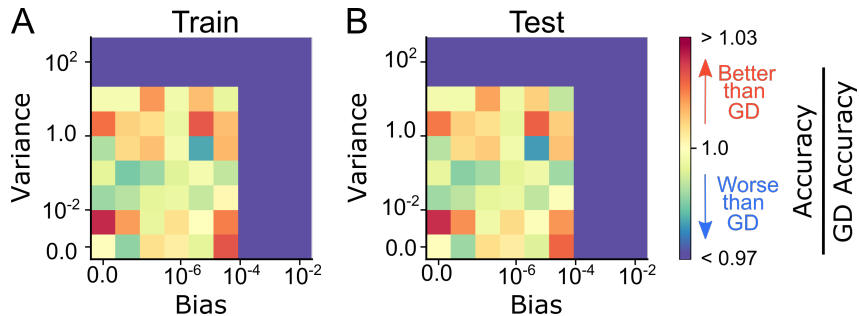 A
Train
Variance
10²
1.0
10⁻²
0.0
0.0
10⁻⁶
10⁻⁴
10⁻²
Bias
B
Test
Variance
10²
1.0
10⁻²
0.0
0.0
10⁻⁶
10⁻⁴
10⁻²
Bias
> 1.03
Better
than
GD
1.0
Worse
than
GD
< 0.97
Accuracy
GD Accuracy